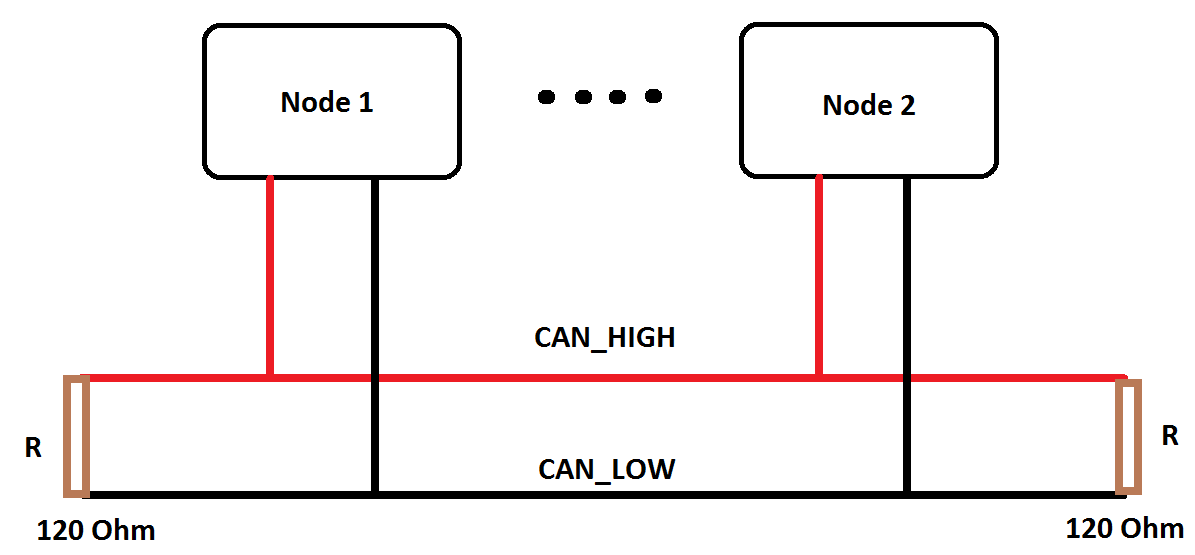 Node 1
Node 2
CAN_HIGH
R
R
CAN_LOW
120 Ohm
120 Ohm